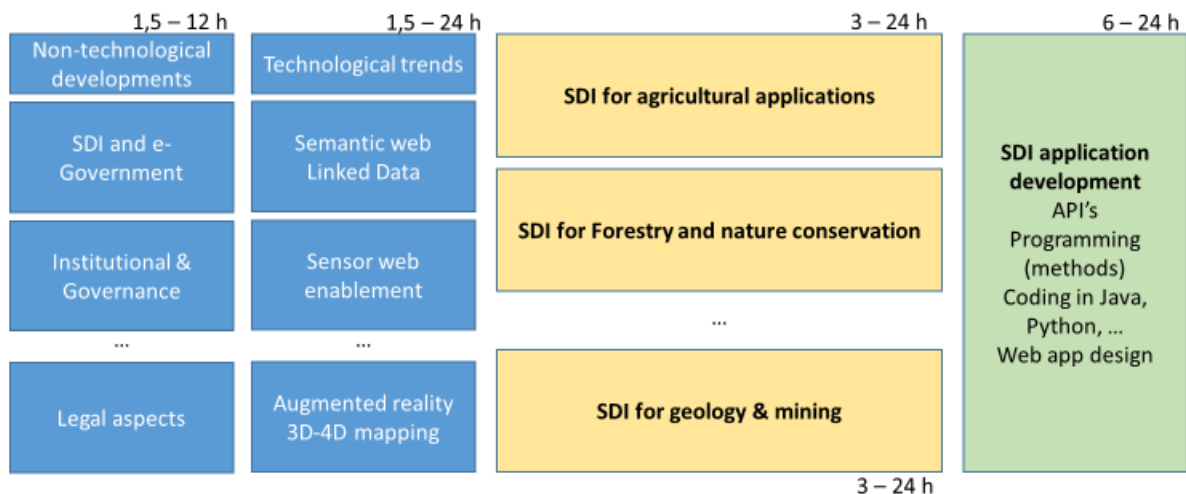 1,5 – 12 h
Non-technological
developments
SDI and e-
Government
Institutional &
Governance
...
Legal aspects
1,5 – 24 h
Technological trends
Semantic web
Linked Data
Sensor web
enablement
...
Augmented reality
3D-4D mapping
3 – 24 h
SDI for agricultural applications
SDI for Forestry and nature conservation
...
SDI for geology & mining
3 – 24 h
6 – 24 h
SDI application
development
API's
Programming
(methods)
Coding in Java,
Python, ...
Web app design